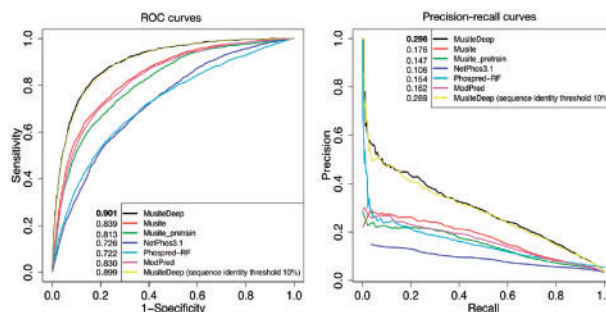 ROC curves
Sensitivity
1.0
0.8
0.6
0.4
0.2
0.0
0.901 MusiteDeep
0.839 Musite
0.813 Musite_pretrain
0.726 NetPhos3.1
0.722 Phospred-RF
0.830 ModPred
0.899 MusiteDeep (sequence identity threshold 10%)
0.0 0.2 0.4 0.6 0.8 1.0
1-Specificity
Precision-recall curves
Precision
1.0
0.8
0.6
0.4
0.2
0.0
0.296 MusiteDeep
0.176 Musite
0.147 Musite_pretrain
0.106 NetPhos3.1
0.154 Phospred-RF
0.162 ModPred
0.289 MusiteDeep (sequence identity threshold 10%
0.0 0.2 0.4 0.6 0.8 1.0
Recall